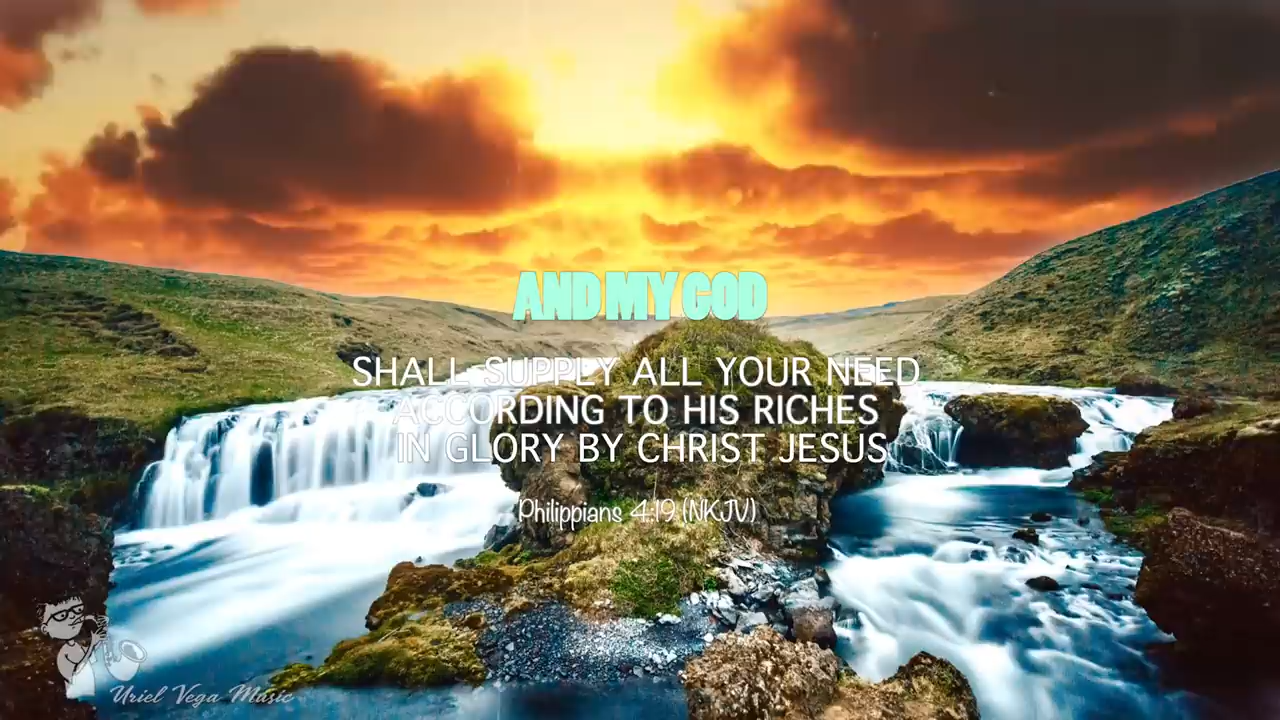 AND MY GOD
SHALL SUPPLY ALL YOUR NEED
ACCORDING TO HIS RICHES
IN GLORY BY CHRIST JESUS
Philippians 4:19 (NKJV)
Uriel Vega Music